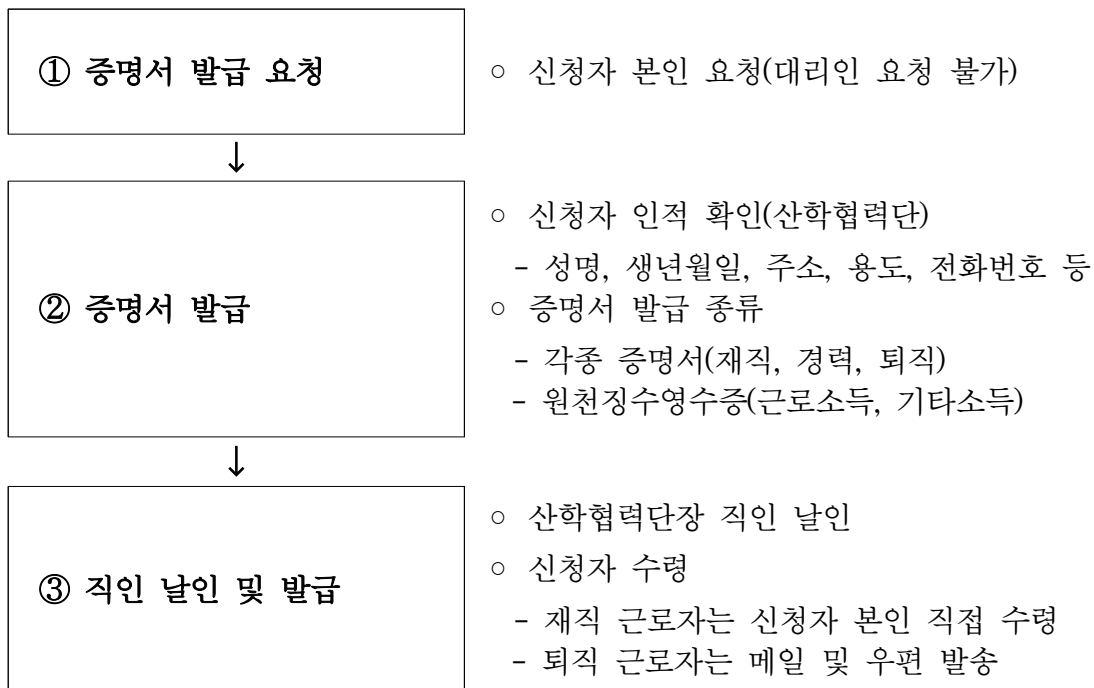 ① 증명서 발급 요청
○ 신청자 본인 요청(대리인 요청 불가)
↓
② 증명서 발급
○ 신청자 인적 확인(산학협력단)
- 성명, 생년월일, 주소, 용도, 전화번호 등
○ 증명서 발급 종류
- 각종 증명서(재직, 경력, 퇴직)
- 원천징수영수증(근로소득, 기타소득)
↓
③ 직인 날인 및 발급
○ 산학협력단장 직인 날인
○ 신청자 수령
- 재직 근로자는 신청자 본인 직접 수령
- 퇴직 근로자는 메일 및 우편 발송